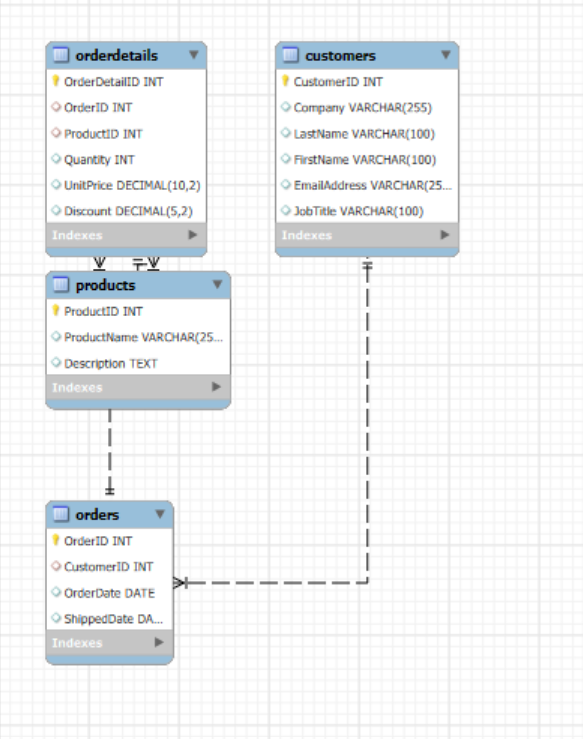 orderdetails
OrderDetailID INT
OrderID INT
ProductID INT
Quantity INT
UnitPrice DECIMAL(10,2)
Discount DECIMAL(5,2)
Indexes
customers
CustomerID INT
Company VARCHAR(255)
LastName VARCHAR(100)
FirstName VARCHAR(100)
EmailAddress VARCHAR(25...
JobTitle VARCHAR(100)
Indexes
products
ProductID INT
ProductName VARCHAR(25...
Description TEXT
Indexes
orders
OrderID INT
CustomerID INT
OrderDate DATE
ShippedDate DA...
Indexes